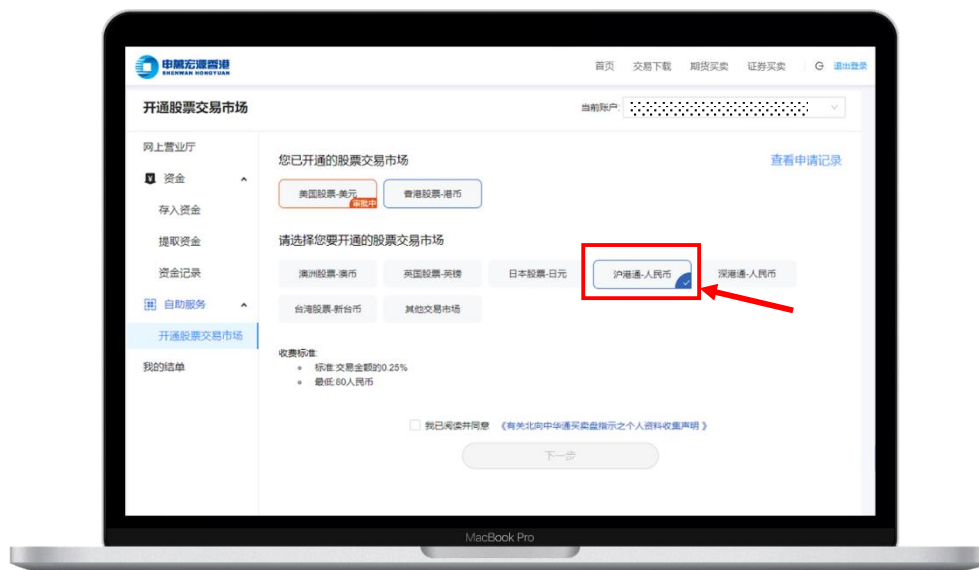 申萬宏源香港
SHENWAN HONGYUAN
首页 交易下载 期货买卖 证券买卖 退出登录
开通股票交易市场
当前账户:
网上营业厅
资金
存入资金
提取资金
资金记录
自助服务
开通股票交易市场
我的结单
您已开通的股票交易市场
查看申请记录
美国股票-美元
审批中
香港股票-港币
请选择您要开通的股票交易市场
澳洲股票-澳币 英国股票-英镑 日本股票-日元 沪港通-人民币 深港通-人民币
台湾股票-新台币 其他交易市场
收费标准:
标准:交易金额的0.25%
最低:80人民币
我已阅读并同意 《有关北向中华通买卖盘指示之个人资料收集声明 》
下一步
MacBook Pro